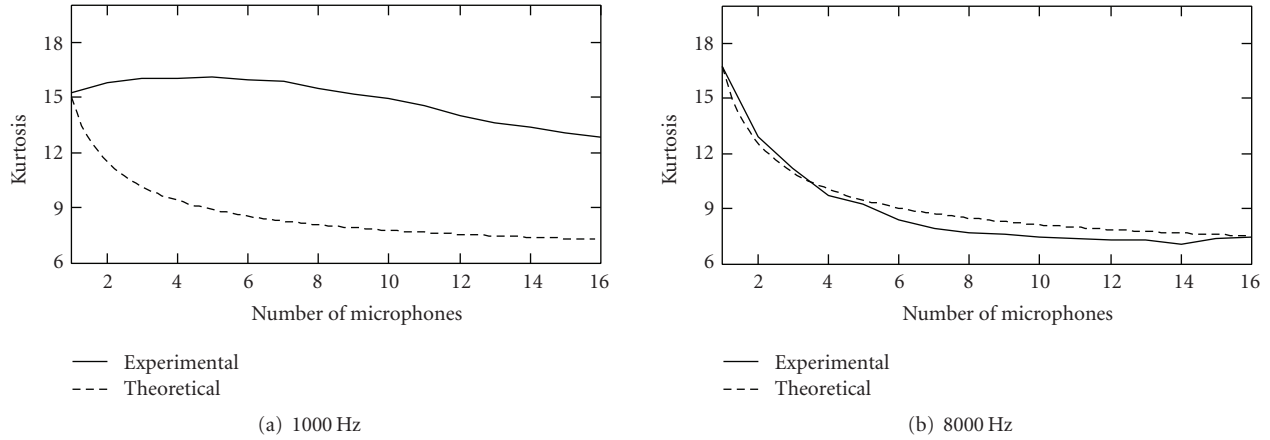 18
15
12
9
6
Kurtosis
2 4 6 8 10 12 14 16
Number of microphones
Experimental
Theoretical
(a) 1000 Hz
18
15
12
9
6
Kurtosis
2 4 6 8 10 12 14 16
Number of microphones
Experimental
Theoretical
(b) 8000 Hz